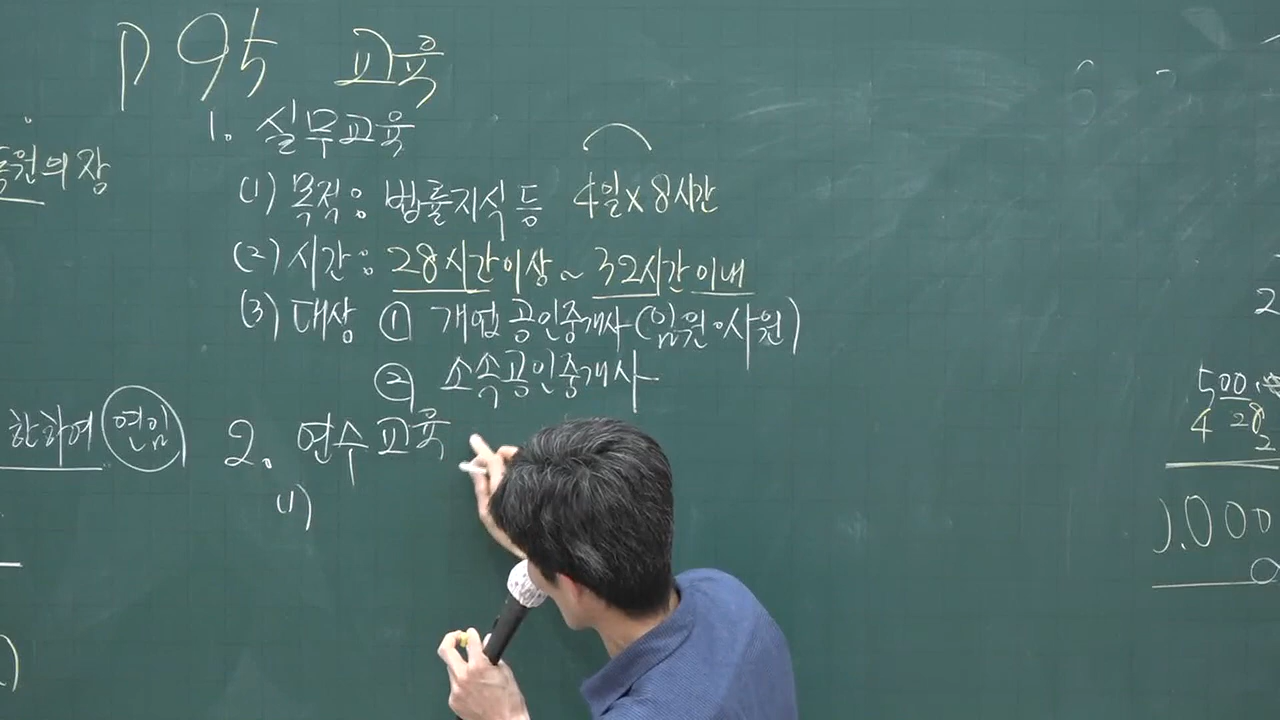 P 95 교육
1. 실무교육
(1) 목적: 법률지식 등 4일 x 8시간
(2) 시간: 28시간이상 ~ 32시간 이내
(3) 대상 ① 개업공인중개사(임원·사원)
② 소속공인중개사
2. 연수교육
(1)
원의 장
한하여 연임
2
500
4 28
2
1.000